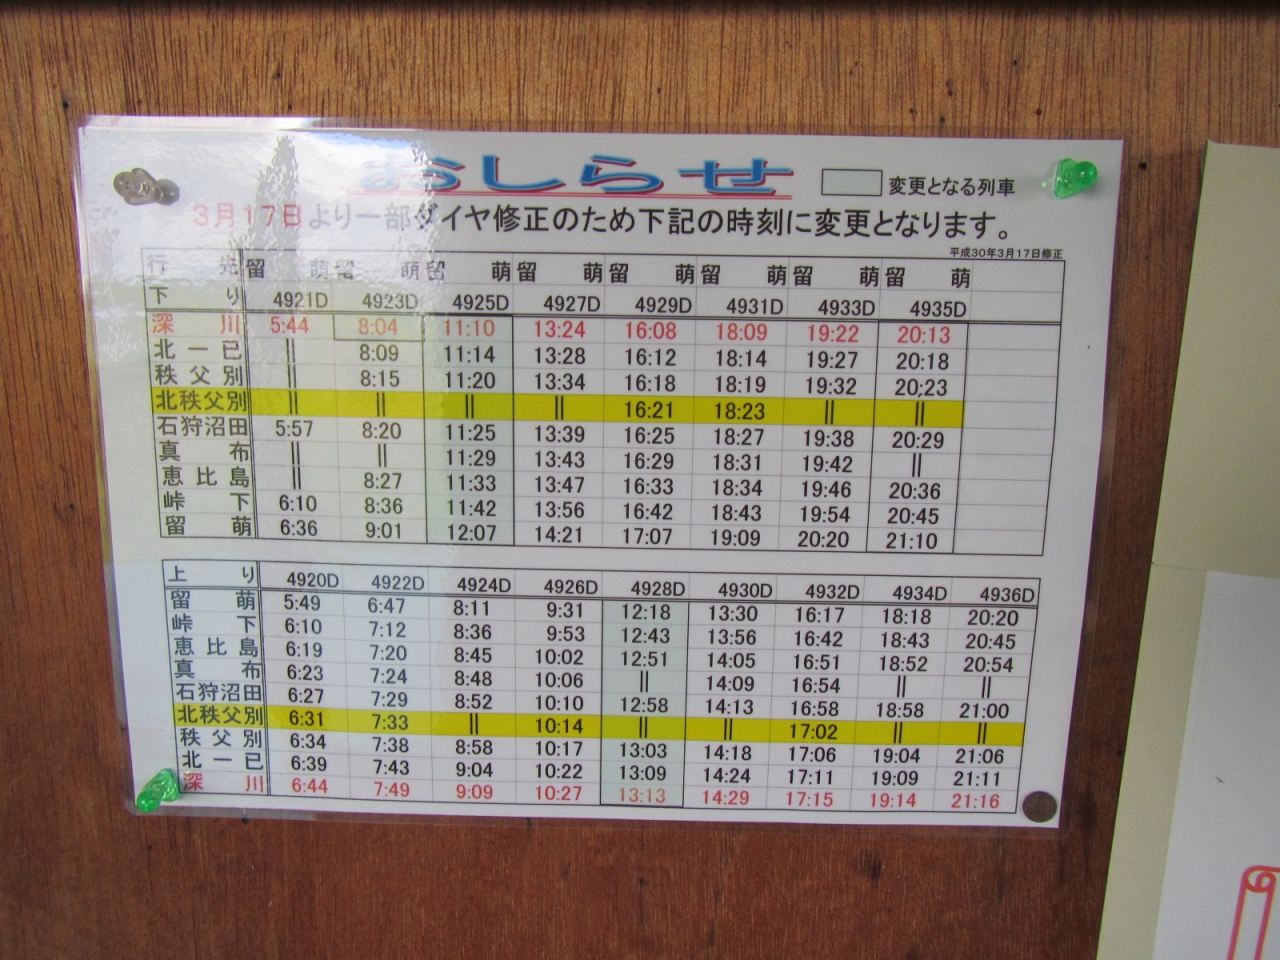 おしらせ
変更となる列車
3月17日より一部ダイヤ修正のため下記の時刻に変更となります。
平成30年3月17日修正
行先 留萌 留萌 留萌 留萌 留萌 留萌 留萌 留萌
下り 4921D 4923D 4925D 4927D 4929D 4931D 4933D 4935D
深川 5:44 8:04 11:10 13:24 16:08 18:09 19:22 20:13
北一已 || 8:09 11:14 13:28 16:12 18:14 19:27 20:18
秩父別 || 8:15 11:20 13:34 16:18 18:19 19:32 20:23
北秩父別 || || || || 16:21 18:23 || ||
石狩沼田 5:57 8:20 11:25 13:39 16:25 18:27 19:38 20:29
真布 || || 11:29 13:43 16:29 18:31 19:42 ||
恵比島 || 8:27 11:33 13:47 16:33 18:34 19:46 20:36
峠下 6:10 8:36 11:42 13:56 16:42 18:43 19:54 20:45
留萌 6:36 9:01 12:07 14:21 17:07 19:09 20:20 21:10
上り 4920D 4922D 4924D 4926D 4928D 4930D 4932D 4934D 4936D
留萌 5:49 6:47 8:11 9:31 12:18 13:30 16:17 18:18 20:20
峠下 6:10 7:12 8:36 9:53 12:43 13:56 16:42 18:43 20:45
恵比島 6:19 7:20 8:45 10:02 12:51 14:05 16:51 18:52 20:54
真布 6:23 7:24 8:48 10:06 || 14:09 16:54 || ||
石狩沼田 6:27 7:29 8:52 10:10 12:58 14:13 16:58 18:58 21:00
北秩父別 6:31 7:33 || 10:14 || || 17:02 || ||
秩父別 6:34 7:38 8:58 10:17 13:03 14:18 17:06 19:04 21:06
北一已 6:39 7:43 9:04 10:22 13:09 14:24 17:11 19:09 21:11
深川 6:44 7:49 9:09 10:27 13:13 14:29 17:15 19:14 21:16